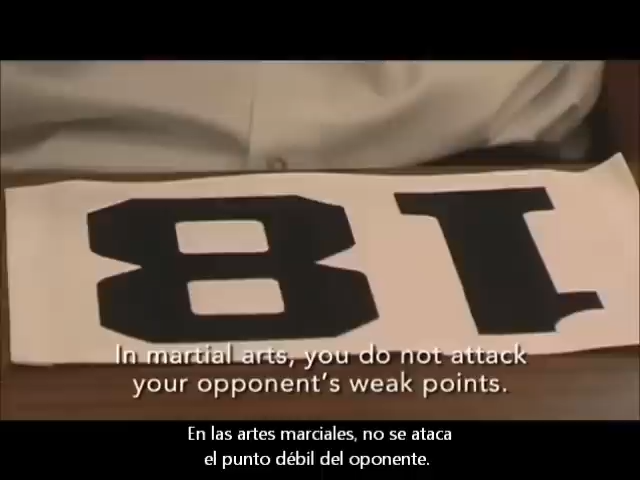 18
In martial arts, you do not attack
your opponent's weak points.
En las artes marciales, no se ataca
el punto débil del oponente.